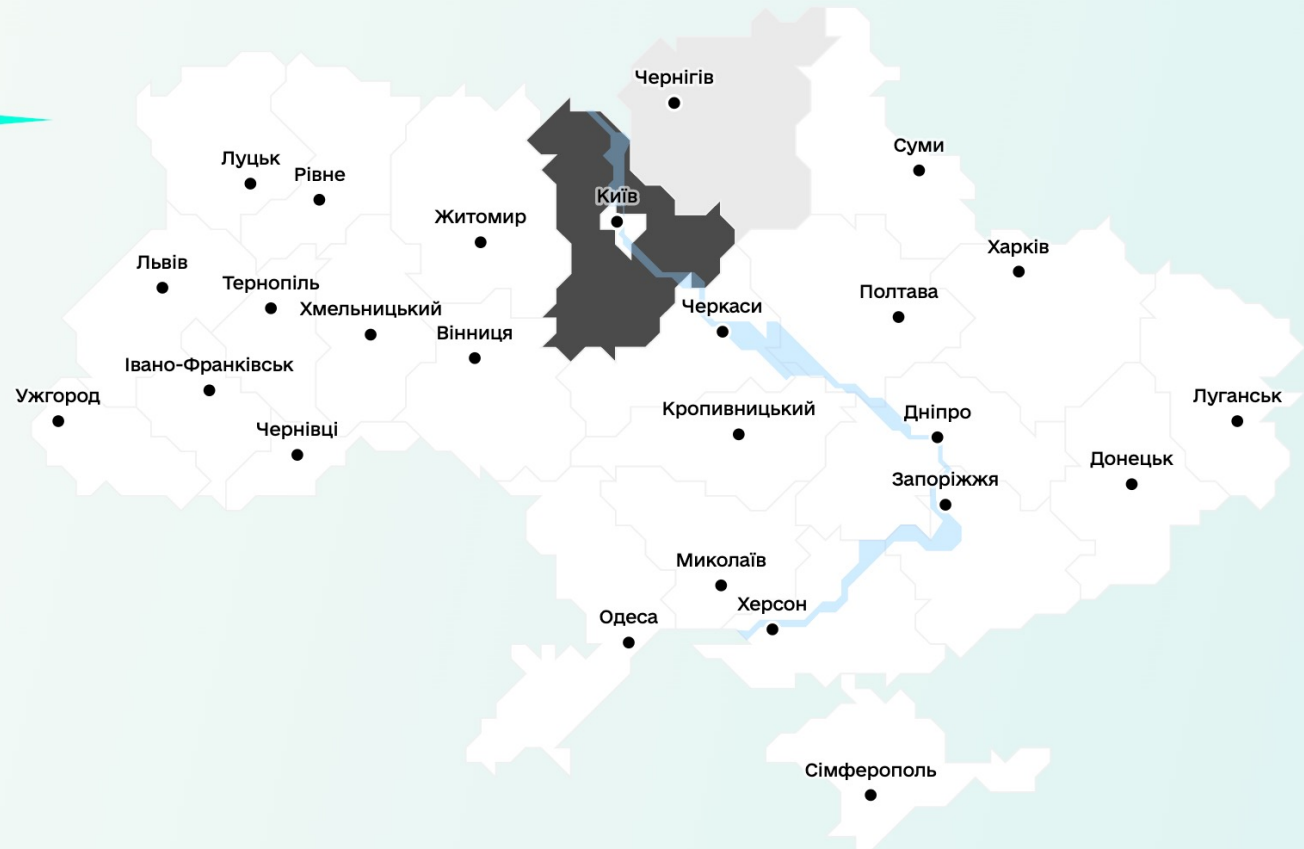 Чернігів
Суми
Луцьк
Рівне
Київ
Житомир
Харків
Львів
Тернопіль
Полтава
Хмельницький
Черкаси
Вінниця
Івано-Франківськ
Ужгород
Луганськ
Кропивницький
Дніпро
Чернівці
Донецьк
Запоріжжя
Миколаїв
Херсон
Одеса
Сімферополь